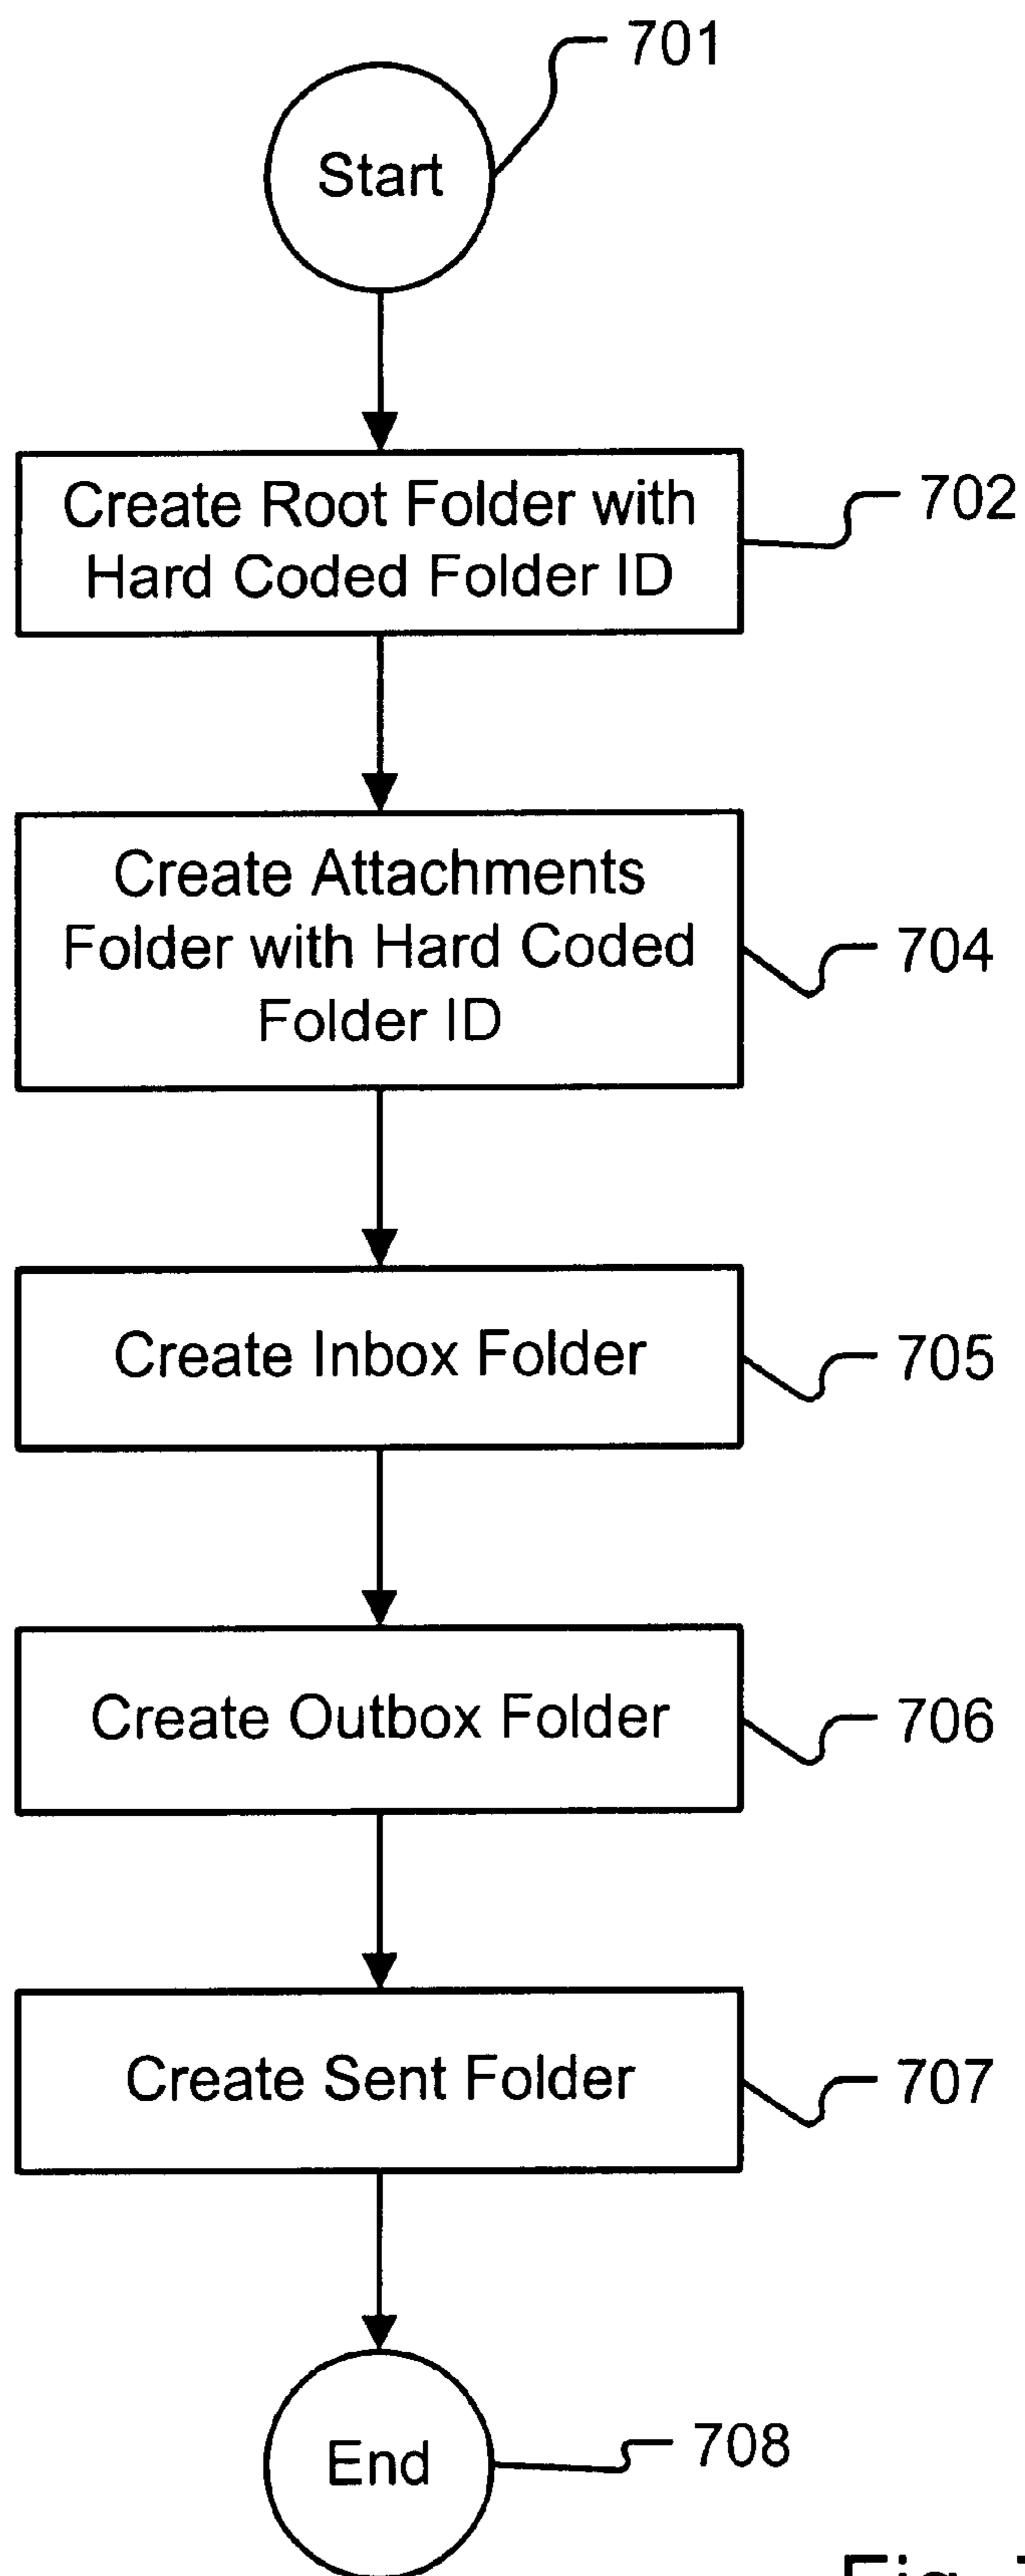 701
Start
Create Root Folder with
Hard Coded Folder ID
702
Create Attachments
Folder with Hard Coded
Folder ID
704
Create Inbox Folder
705
Create Outbox Folder
706
Create Sent Folder
707
End
708